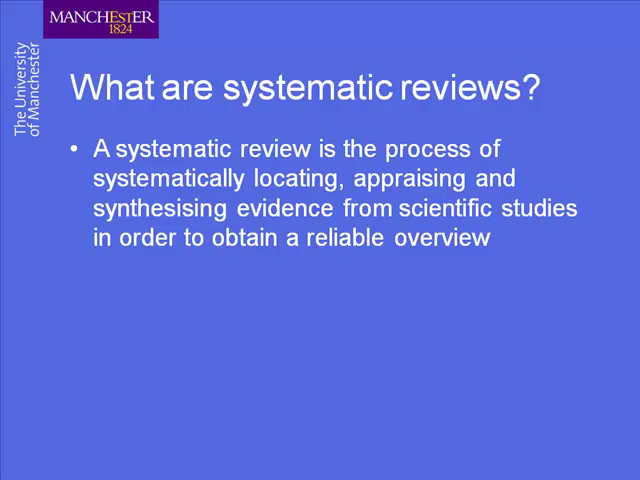 MANCHESTER
1824
The University
of Manchester
What are systematic reviews?
• A systematic review is the process of
systematically locating, appraising and
synthesising evidence from scientific studies
in order to obtain a reliable overview